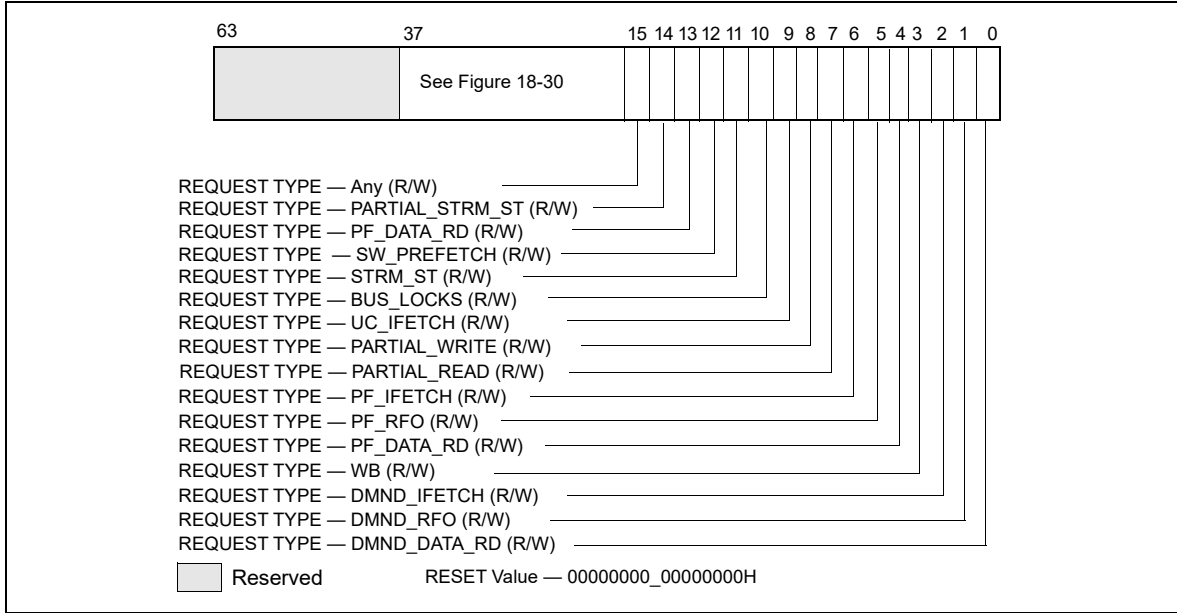 63 37 15 14 13 12 11 10 9 8 7 6 5 4 3 2 1 0
See Figure 18-30
REQUEST TYPE — Any (R/W)
REQUEST TYPE — PARTIAL_STRM_ST (R/W)
REQUEST TYPE — PF_DATA_RD (R/W)
REQUEST TYPE — SW_PREFETCH (R/W)
REQUEST TYPE — STRM_ST (R/W)
REQUEST TYPE — BUS_LOCKS (R/W)
REQUEST TYPE — UC_IFETCH (R/W)
REQUEST TYPE — PARTIAL_WRITE (R/W)
REQUEST TYPE — PARTIAL_READ (R/W)
REQUEST TYPE — PF_IFETCH (R/W)
REQUEST TYPE — PF_RFO (R/W)
REQUEST TYPE — PF_DATA_RD (R/W)
REQUEST TYPE — WB (R/W)
REQUEST TYPE — DMND_IFETCH (R/W)
REQUEST TYPE — DMND_RFO (R/W)
REQUEST TYPE — DMND_DATA_RD (R/W)
Reserved RESET Value — 00000000_00000000H